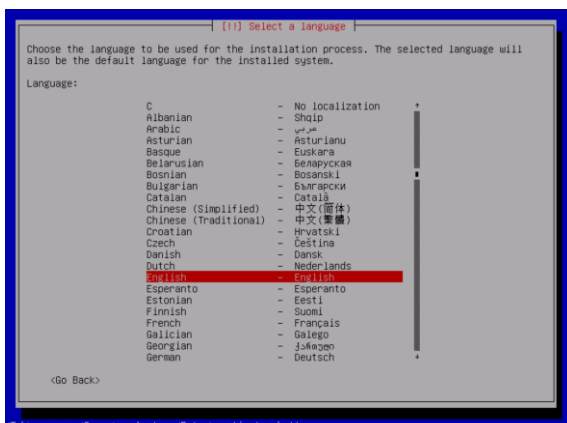 [!!] Select a language
Choose the language to be used for the installation process. The selected language will
also be the default language for the installed system.
Language:
C - No localization
Albanian - Shqip
Arabic - عربي
Asturian - Asturianu
Basque - Euskara
Belarusian - Беларуская
Bosnian - Bosanski
Bulgarian - Български
Catalan - Català
Chinese (Simplified) - 中文(简体)
Chinese (Traditional) - 中文(繁體)
Croatian - Hrvatski
Czech - Čeština
Danish - Dansk
Dutch - Nederlands
English - English
Esperanto - Esperanto
Estonian - Eesti
Finnish - Suomi
French - Français
Galician - Galego
Georgian - ქართული
German - Deutsch
<Go Back>